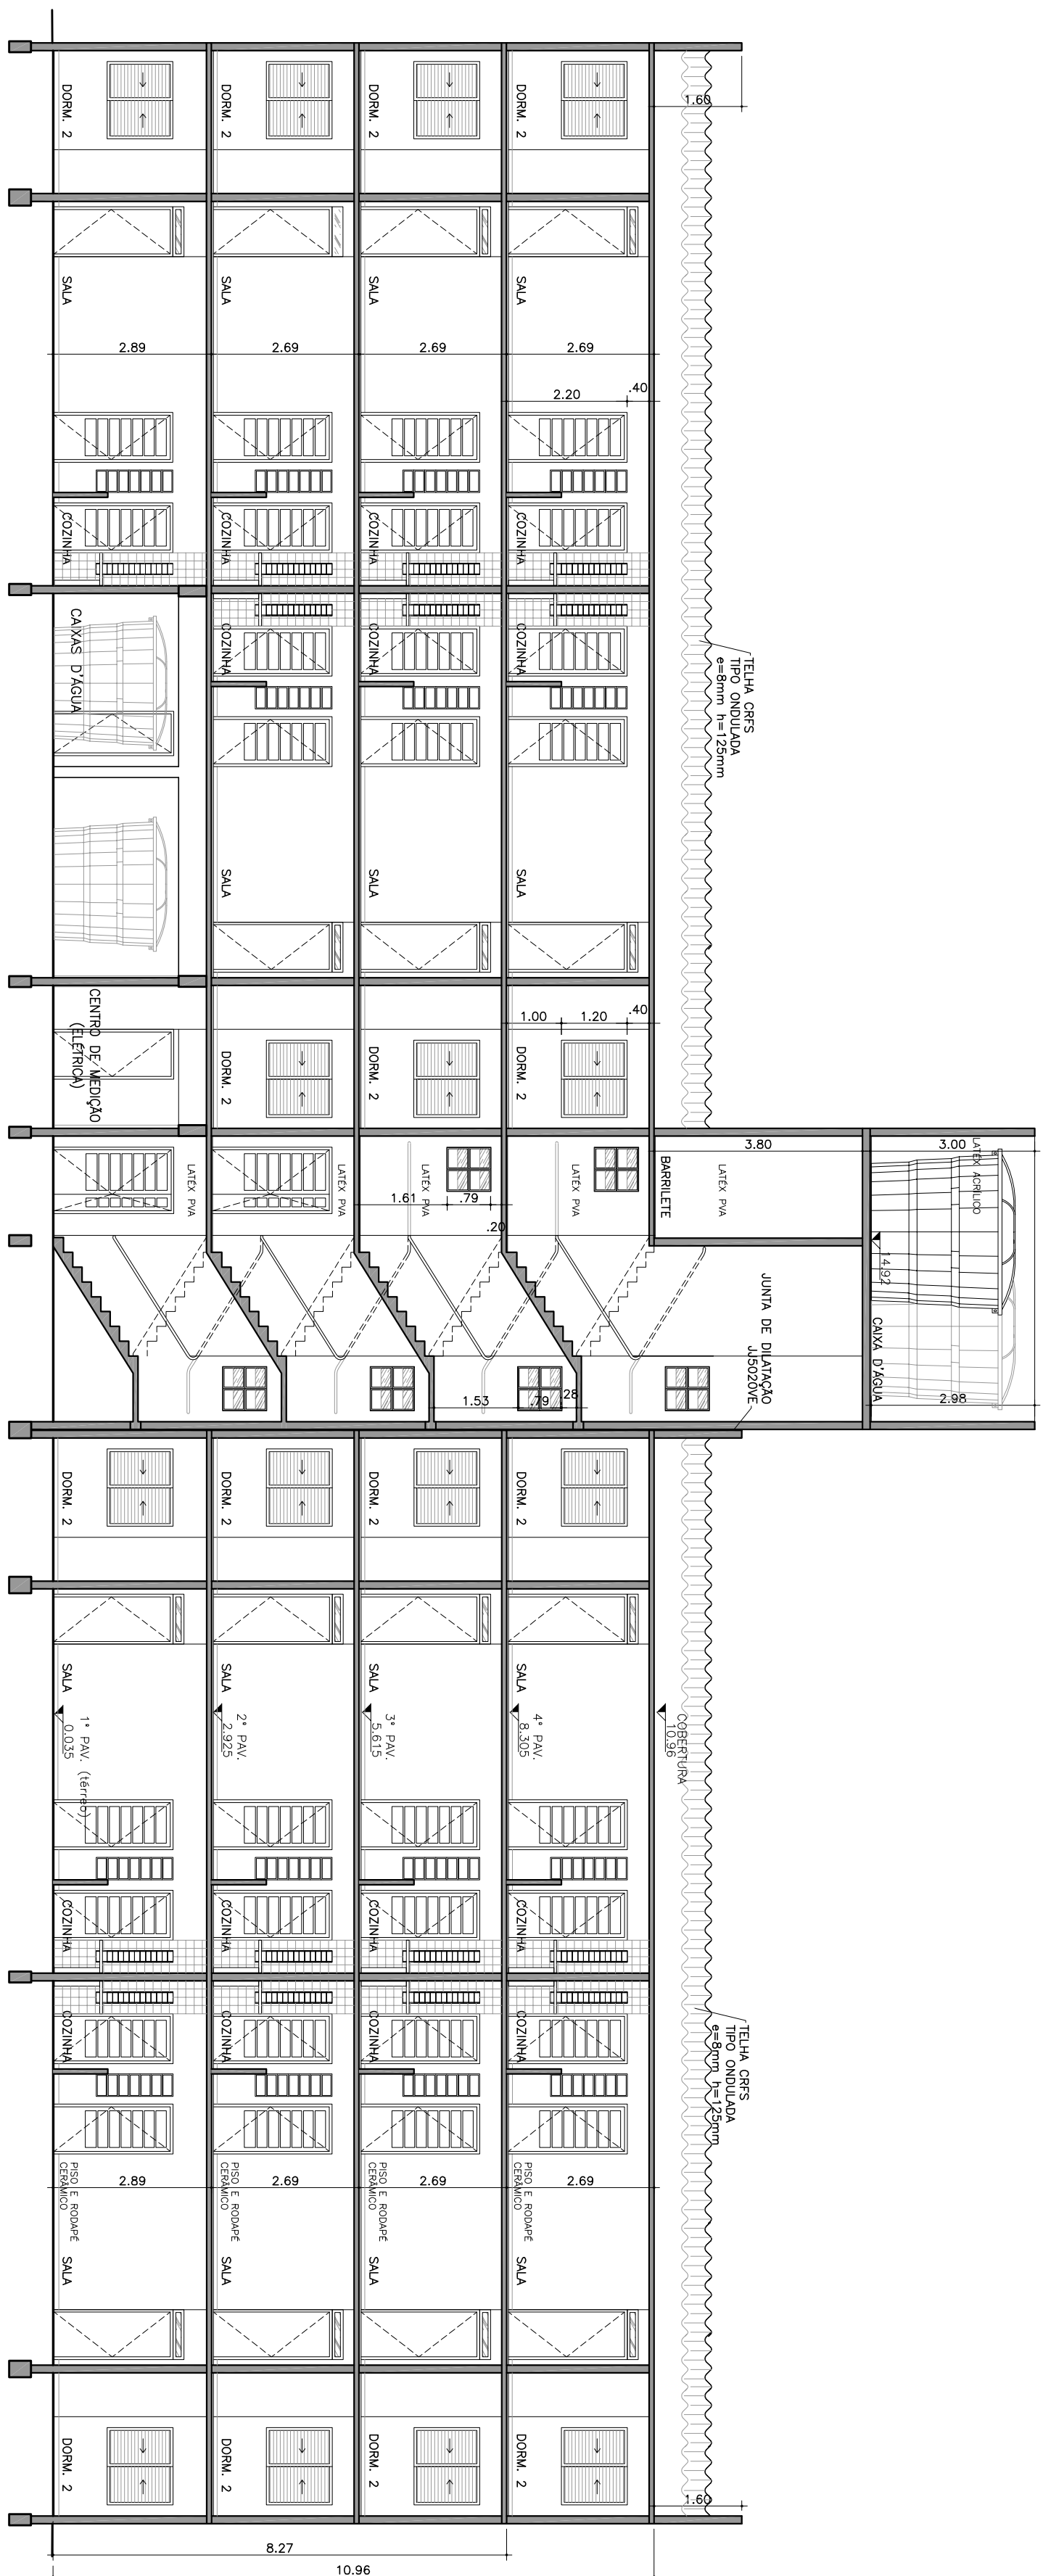 3.00
LATÉX ACRÍLICO
14.92
CAIXA D'ÁGUA
2.98
1.60
TELHA CRFS
TIPO ONDULADA
e=8mm h=125mm
3.80
LATÉX PVA
BARRILETE
JUNTA DE DILATAÇÃO
JJ5020VE
COBERTURA
10.96
TELHA CRFS
TIPO ONDULADA
e=8mm h=125mm
1.60
DORM. 2
SALA
2.69
.40
2.20
COZINHA
COZINHA
SALA
.40
1.20
1.00
DORM. 2
LATÉX PVA
.28
.79
1.53
DORM. 2
SALA
4° PAV.
8.305
COZINHA
COZINHA
PISO E RODAPÉ
CERÂMICO
2.69
SALA
DORM. 2
DORM. 2
SALA
2.69
COZINHA
COZINHA
SALA
DORM. 2
LATÉX PVA
.79
1.61
.20
DORM. 2
SALA
3° PAV.
5.615
COZINHA
COZINHA
PISO E RODAPÉ
CERÂMICO
2.69
SALA
DORM. 2
DORM. 2
SALA
2.69
COZINHA
COZINHA
SALA
DORM. 2
LATÉX PVA
DORM. 2
SALA
2° PAV.
2.925
COZINHA
COZINHA
PISO E RODAPÉ
CERÂMICO
2.69
SALA
DORM. 2
DORM. 2
SALA
2.89
COZINHA
CAIXAS D'ÁGUA
CENTRO DE MEDIÇÃO
(ELÉTRICA)
LATÉX PVA
DORM. 2
SALA
1° PAV. (térreo)
0.035
COZINHA
COZINHA
PISO E RODAPÉ
CERÂMICO
2.89
SALA
DORM. 2
8.27
10.96